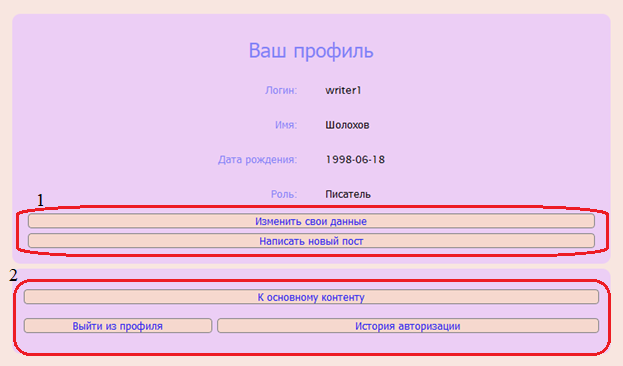 Ваш профиль
Логин: writer1
Имя: Шолохов
Дата рождения: 1998-06-18
Роль: Писатель
1
Изменить свои данные
Написать новый пост
2
К основному контенту
Выйти из профиля История авторизации